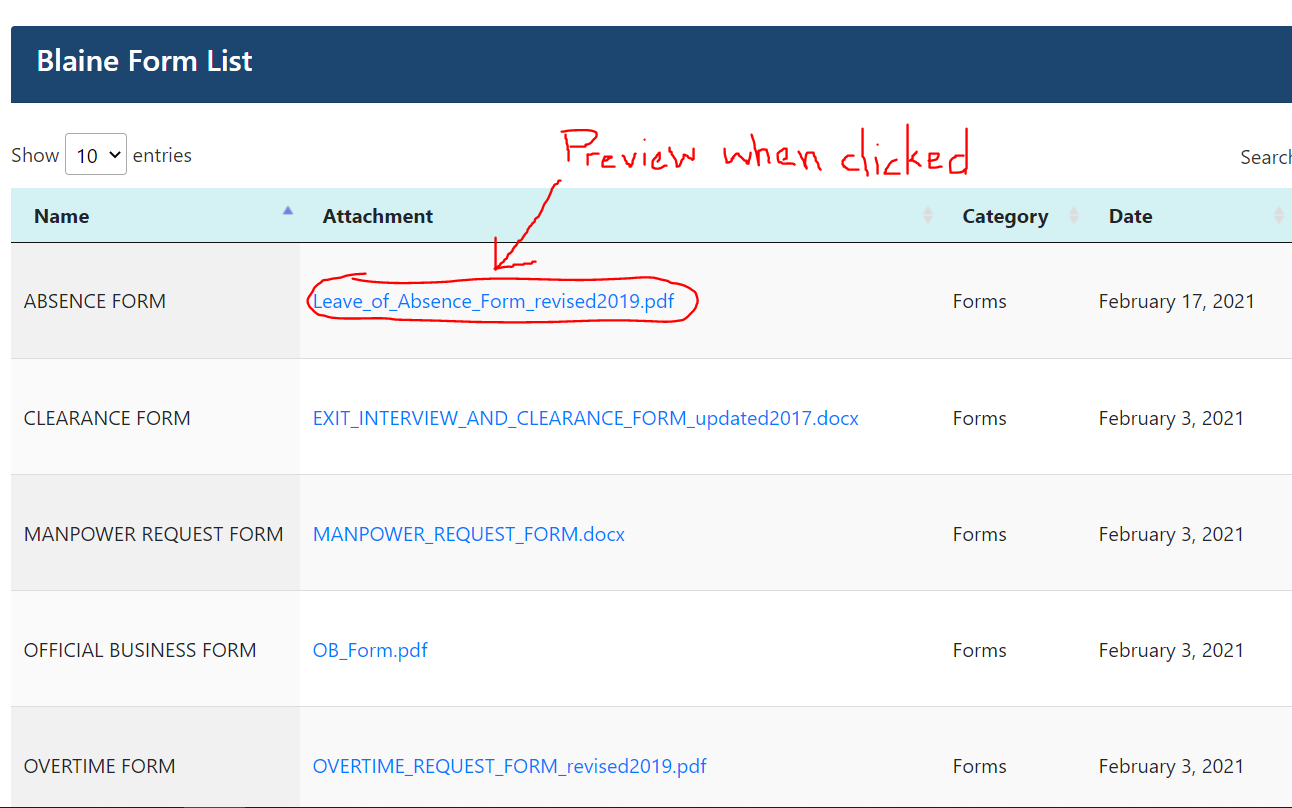 Blaine Form List
Show 10 entries
Preview when clicked
Search
Name Attachment Category Date
ABSENCE FORM Leave_of_Absence_Form_revised2019.pdf Forms February 17, 2021
CLEARANCE FORM EXIT_INTERVIEW_AND_CLEARANCE_FORM_updated2017.docx Forms February 3, 2021
MANPOWER REQUEST FORM MANPOWER_REQUEST_FORM.docx Forms February 3, 2021
OFFICIAL BUSINESS FORM OB_Form.pdf Forms February 3, 2021
OVERTIME FORM OVERTIME_REQUEST_FORM_revised2019.pdf Forms February 3, 2021